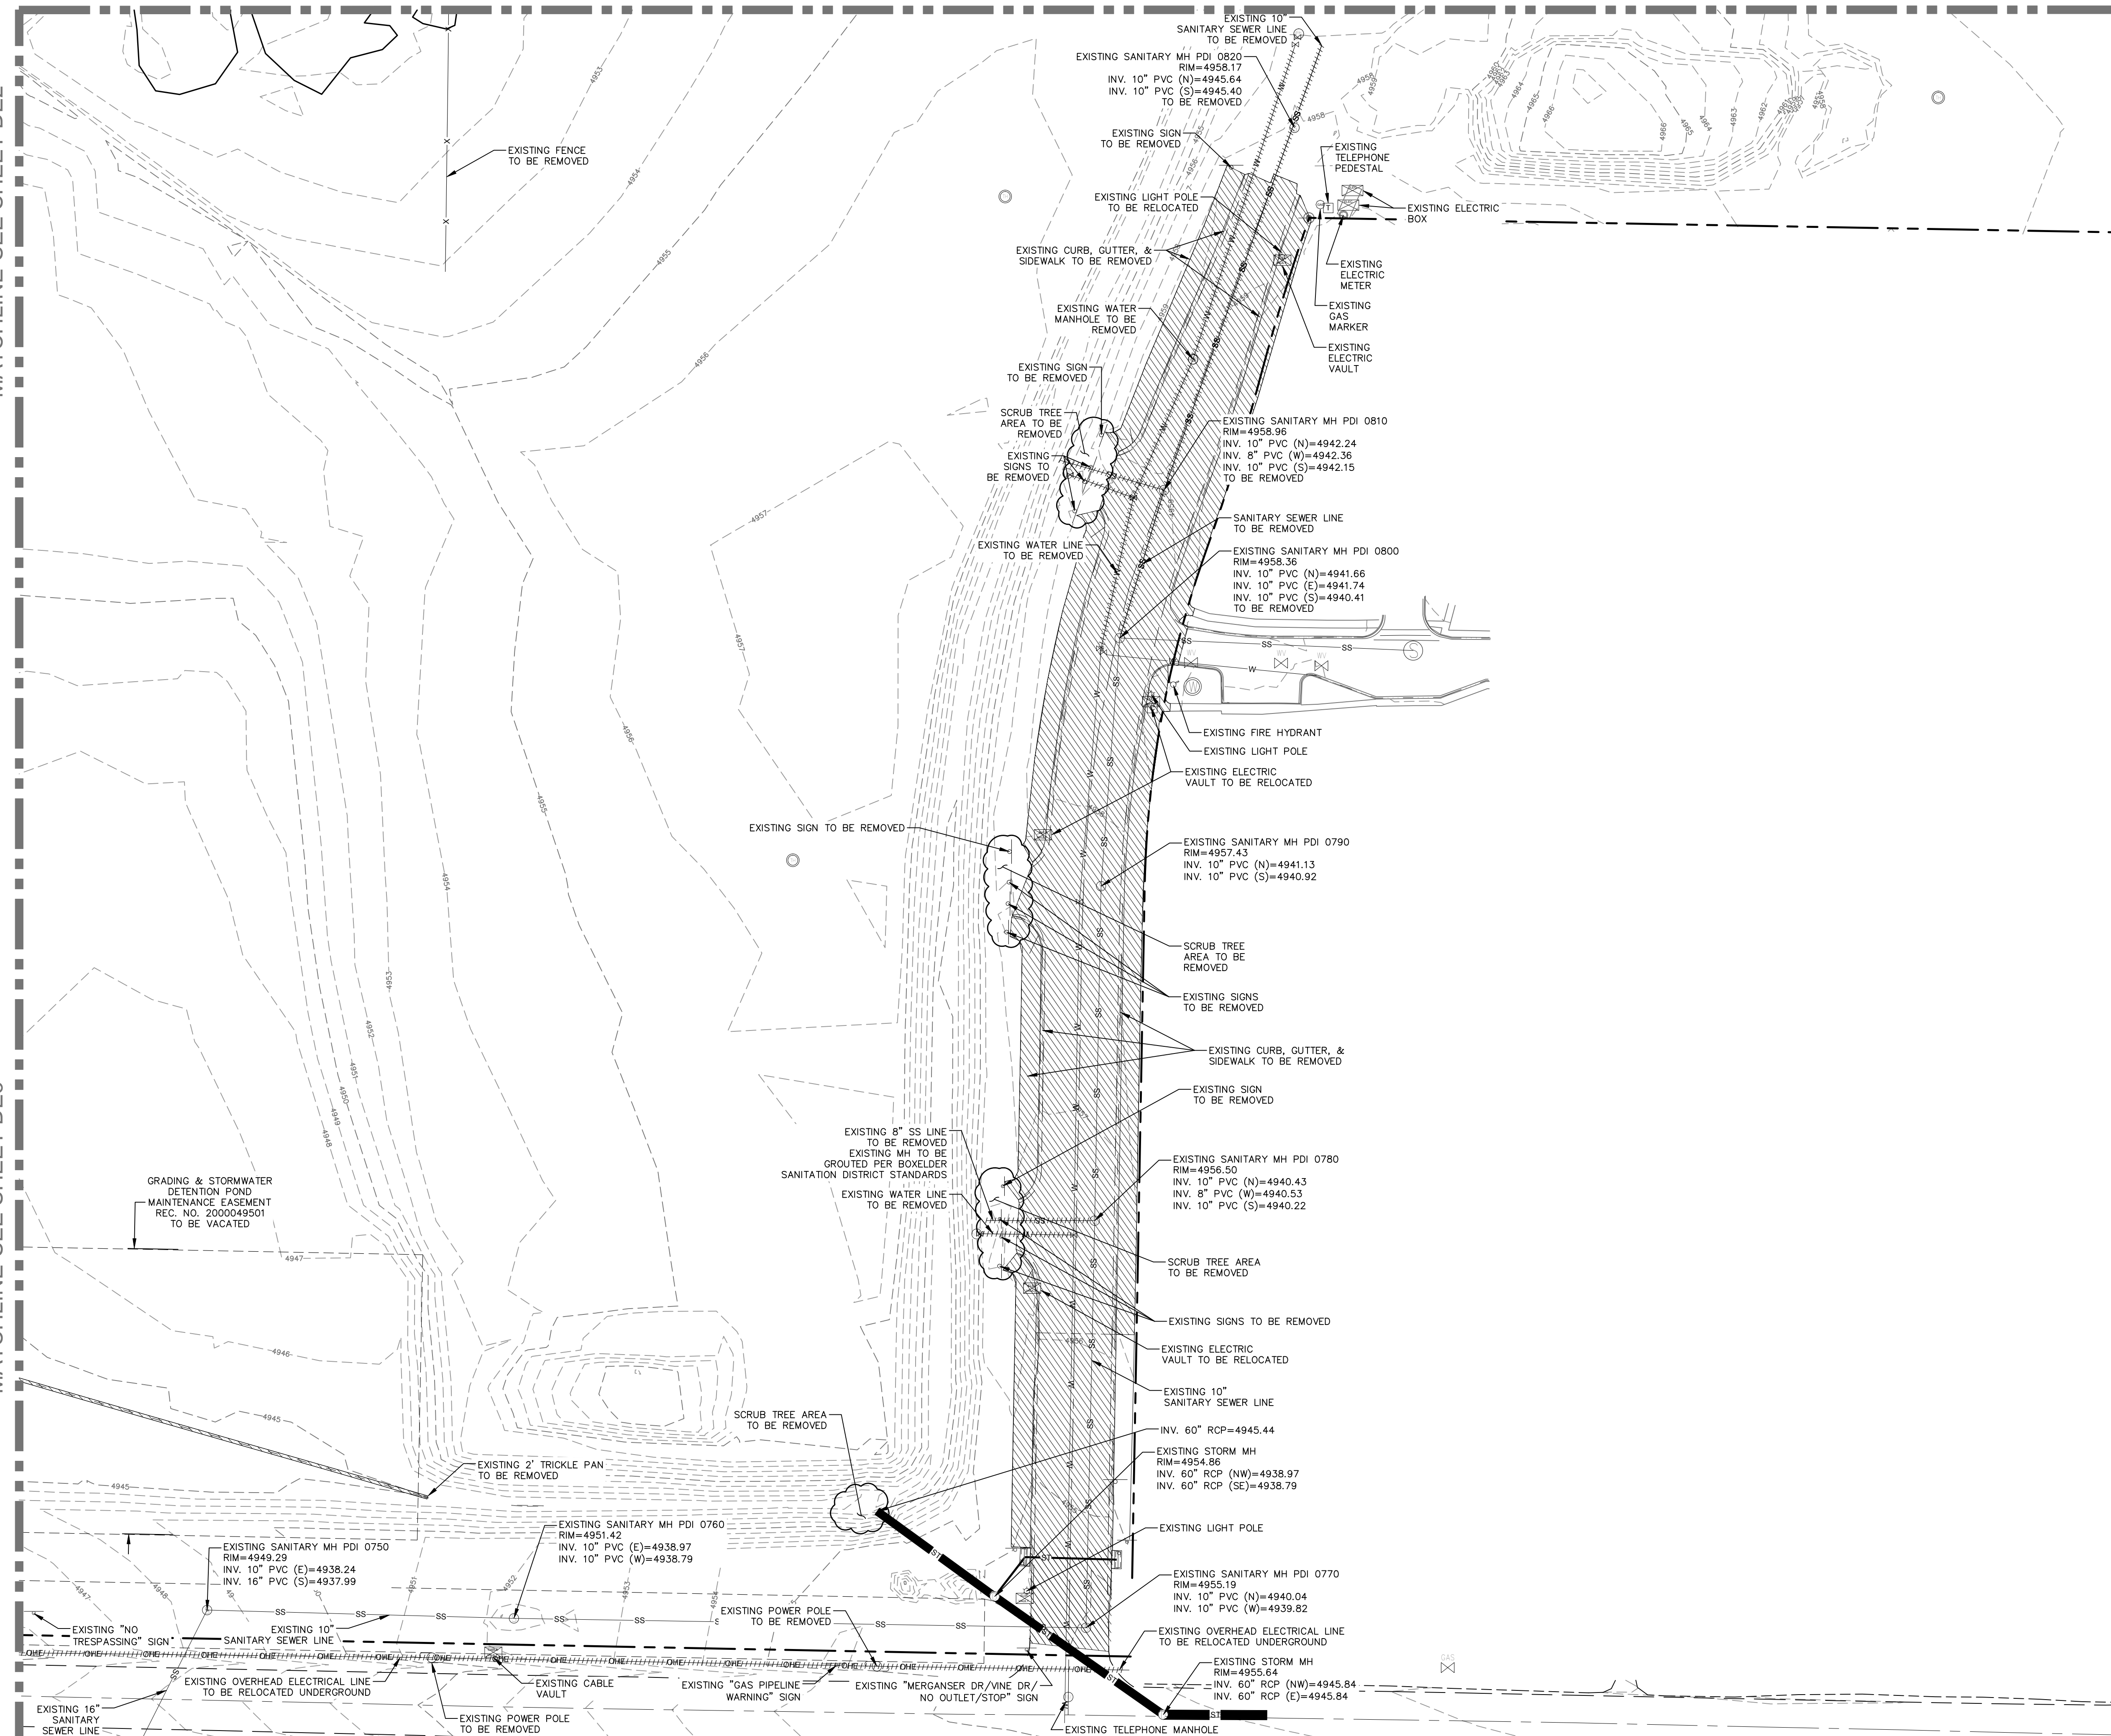 EXISTING 10"
SANITARY SEWER LINE
TO BE REMOVED
EXISTING SANITARY MH PDI 0820
RIM=4958.17
INV. 10" PVC (N)=4945.64
INV. 10" PVC (S)=4945.40
TO BE REMOVED
EXISTING FENCE
TO BE REMOVED
EXISTING SIGN
TO BE REMOVED
EXISTING
TELEPHONE
PEDESTAL
EXISTING LIGHT POLE
TO BE RELOCATED
EXISTING ELECTRIC
BOX
EXISTING CURB, GUTTER, &
SIDEWALK TO BE REMOVED
EXISTING
ELECTRIC
METER
EXISTING WATER
MANHOLE TO BE
REMOVED
EXISTING
GAS
MARKER
EXISTING
ELECTRIC
VAULT
EXISTING SIGN
TO BE REMOVED
SCRUB TREE
AREA TO BE
REMOVED
EXISTING SANITARY MH PDI 0810
RIM=4958.96
INV. 10" PVC (N)=4942.24
INV. 8" PVC (W)=4942.36
INV. 10" PVC (S)=4942.15
TO BE REMOVED
EXISTING
SIGNS TO
BE REMOVED
SANITARY SEWER LINE
TO BE REMOVED
EXISTING WATER LINE
TO BE REMOVED
EXISTING SANITARY MH PDI 0800
RIM=4958.36
INV. 10" PVC (N)=4941.66
INV. 10" PVC (E)=4941.74
INV. 10" PVC (S)=4940.41
TO BE REMOVED
EXISTING FIRE HYDRANT
EXISTING LIGHT POLE
EXISTING ELECTRIC
VAULT TO BE RELOCATED
EXISTING SIGN TO BE REMOVED
EXISTING SANITARY MH PDI 0790
RIM=4957.43
INV. 10" PVC (N)=4941.13
INV. 10" PVC (S)=4940.92
SCRUB TREE
AREA TO BE
REMOVED
EXISTING SIGNS
TO BE REMOVED
EXISTING CURB, GUTTER, &
SIDEWALK TO BE REMOVED
EXISTING SIGN
TO BE REMOVED
EXISTING 8" SS LINE
TO BE REMOVED
EXISTING MH TO BE
GROUTED PER BOXELDER
SANITATION DISTRICT STANDARDS
EXISTING WATER LINE
TO BE REMOVED
EXISTING SANITARY MH PDI 0780
RIM=4956.50
INV. 10" PVC (N)=4940.43
INV. 8" PVC (W)=4940.53
INV. 10" PVC (S)=4940.22
GRADING & STORMWATER
DETENTION POND
MAINTENANCE EASEMENT
REC. NO. 2000049501
TO BE VACATED
SCRUB TREE AREA
TO BE REMOVED
EXISTING SIGNS TO BE REMOVED
EXISTING ELECTRIC
VAULT TO BE RELOCATED
EXISTING 10"
SANITARY SEWER LINE
SCRUB TREE AREA
TO BE REMOVED
INV. 60" RCP=4945.44
EXISTING STORM MH
RIM=4954.86
INV. 60" RCP (NW)=4938.97
INV. 60" RCP (SE)=4938.79
EXISTING 2' TRICKLE PAN
TO BE REMOVED
EXISTING SANITARY MH PDI 0760
RIM=4951.42
INV. 10" PVC (E)=4938.97
INV. 10" PVC (W)=4938.79
EXISTING LIGHT POLE
EXISTING SANITARY MH PDI 0750
RIM=4949.29
INV. 10" PVC (E)=4938.24
INV. 16" PVC (S)=4937.99
EXISTING SANITARY MH PDI 0770
RIM=4955.19
INV. 10" PVC (N)=4940.04
INV. 10" PVC (W)=4939.82
EXISTING POWER POLE
TO BE REMOVED
EXISTING "NO
TRESPASSING" SIGN
EXISTING 10"
SANITARY SEWER LINE
EXISTING OVERHEAD ELECTRICAL LINE
TO BE RELOCATED UNDERGROUND
EXISTING OVERHEAD ELECTRICAL LINE
TO BE RELOCATED UNDERGROUND
EXISTING CABLE
VAULT
EXISTING "GAS PIPELINE
WARNING" SIGN
EXISTING "MERGANSER DR/VINE DR/
NO OUTLET/STOP" SIGN
EXISTING STORM MH
RIM=4955.64
INV. 60" RCP (NW)=4945.84
INV. 60" RCP (E)=4945.84
EXISTING 16"
SANITARY
SEWER LINE
EXISTING POWER POLE
TO BE REMOVED
EXISTING TELEPHONE MANHOLE
GAS
4953
4954
4955
4956
4957
4953
4952
4951
4950
4949
4948
4947
4946
4945